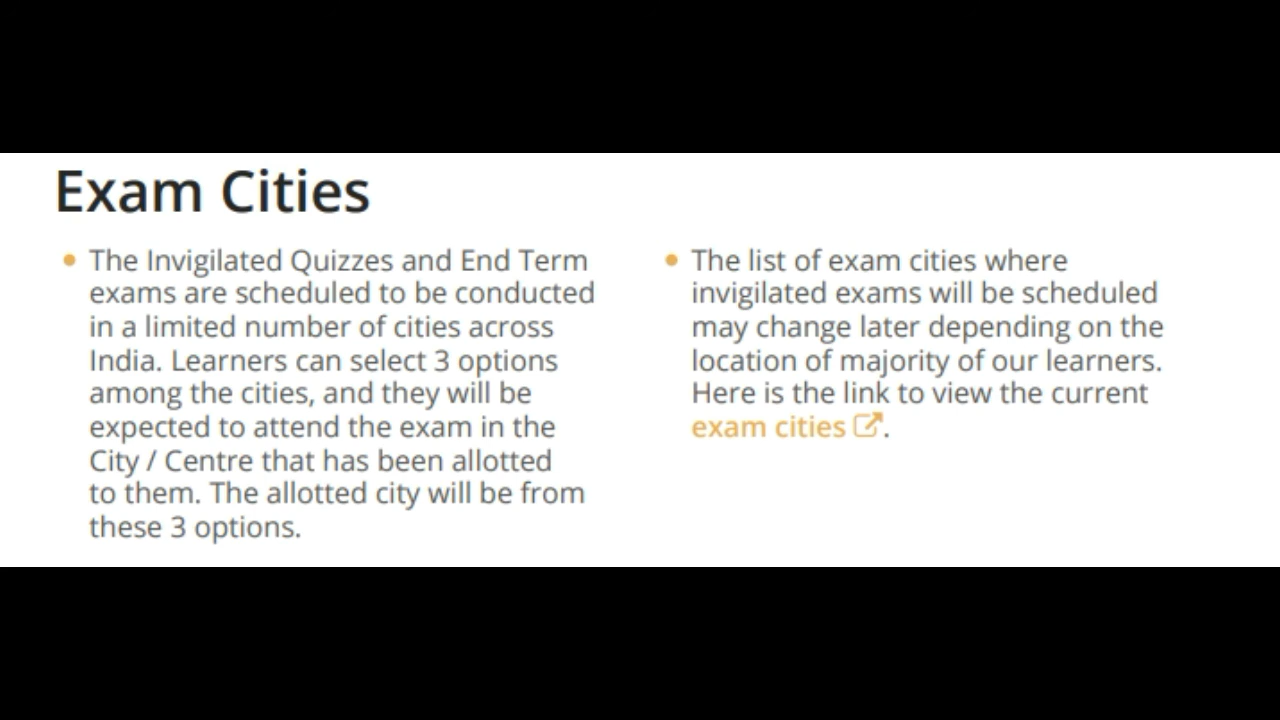 Exam Cities
The Invigilated Quizzes and End Term
exams are scheduled to be conducted
in a limited number of cities across
India. Learners can select 3 options
among the cities, and they will be
expected to attend the exam in the
City / Centre that has been allotted
to them. The allotted city will be from
these 3 options.
The list of exam cities where
invigilated exams will be scheduled
may change later depending on the
location of majority of our learners.
Here is the link to view the current
exam cities.